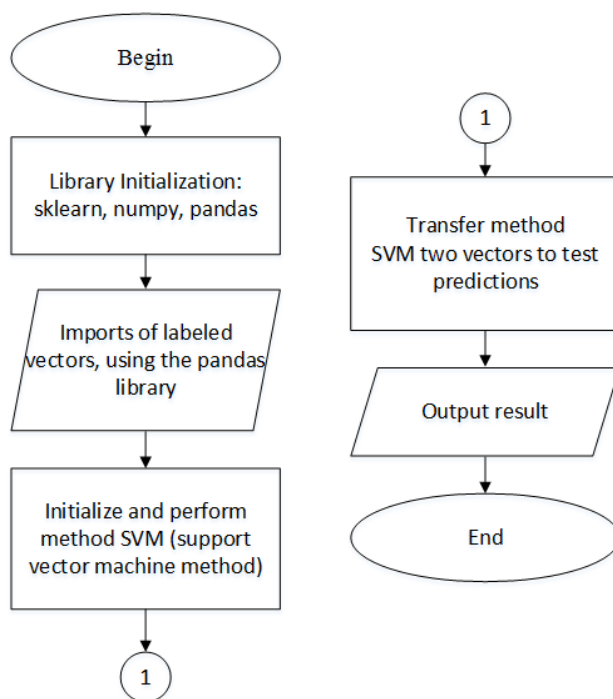 Begin
Library Initialization:
sklearn, numpy, pandas
Imports of labeled
vectors, using the pandas
library
Initialize and perform
method SVM (support
vector machine method)
1
1
Transfer method
SVM two vectors to test
predictions
Output result
End